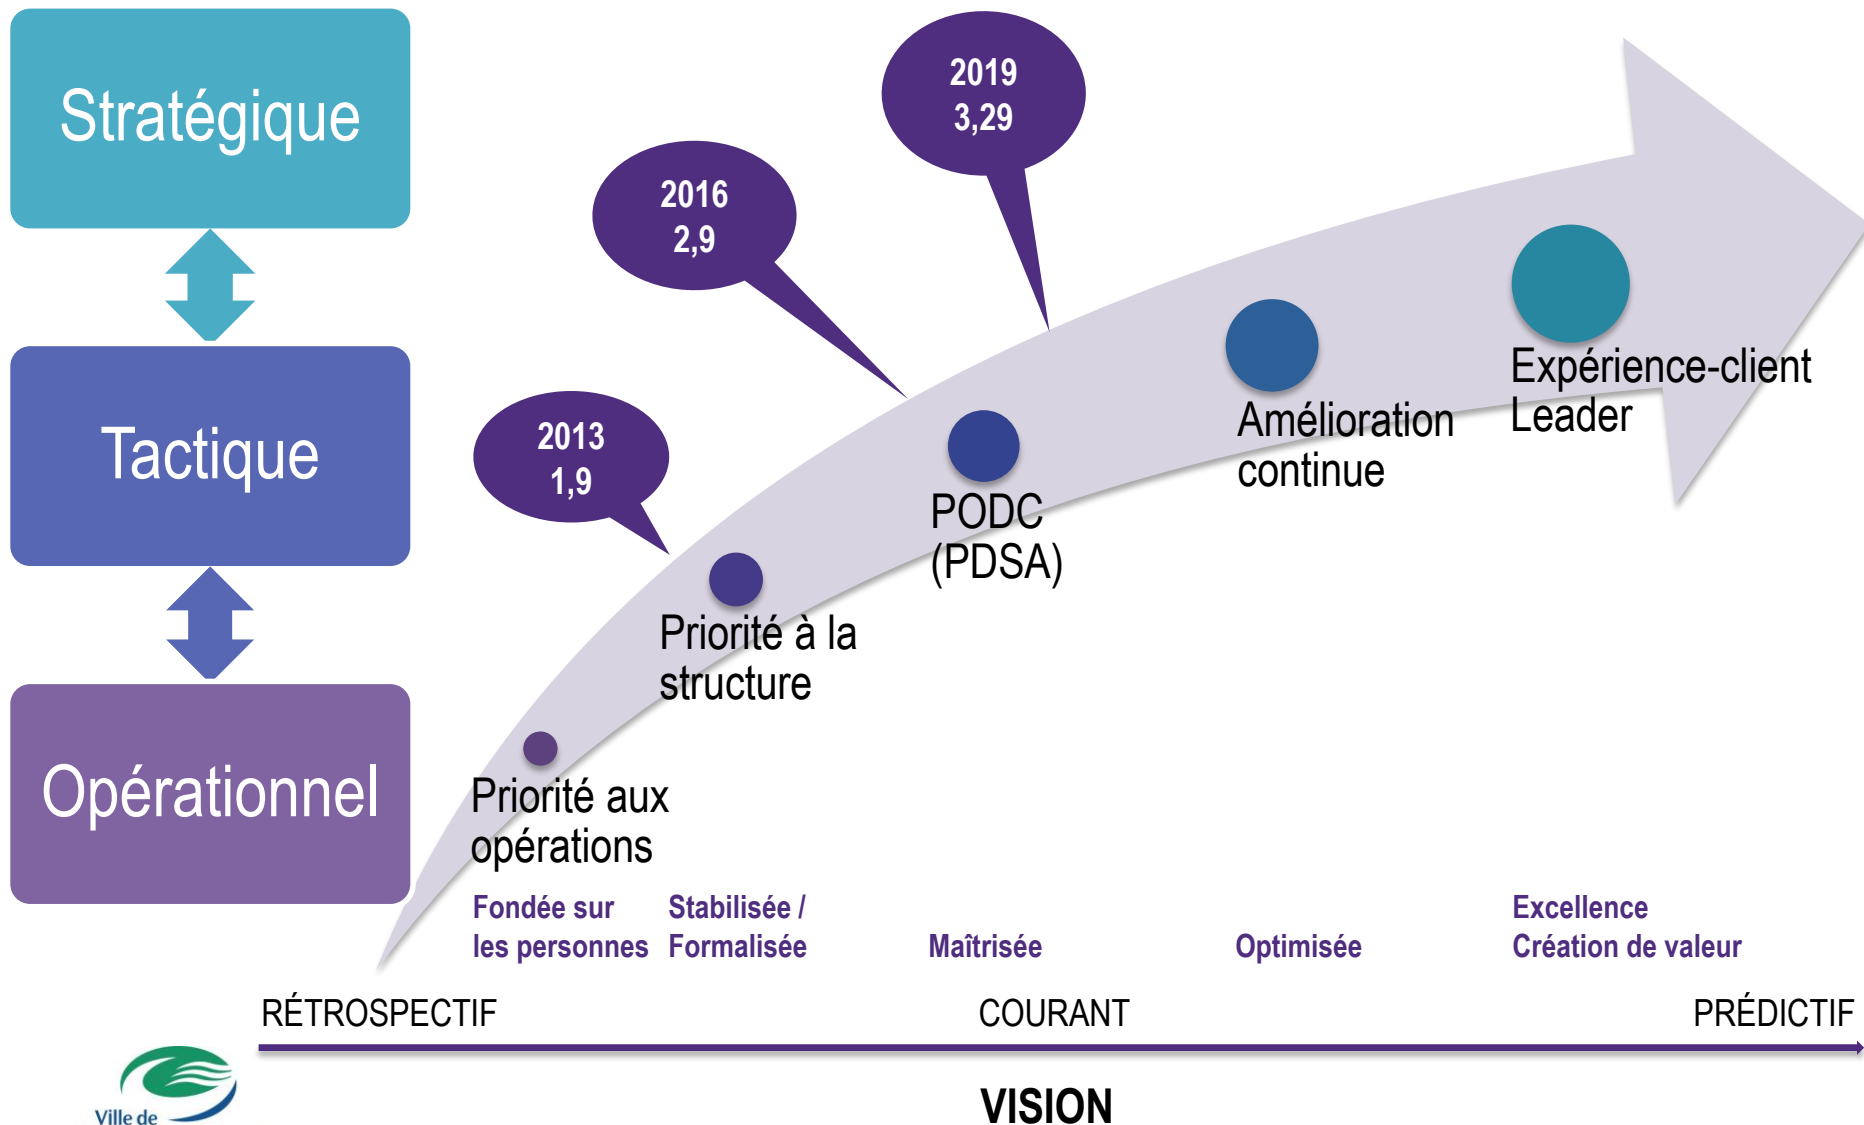 Stratégique
Tactique
Opérationnel
2013
1,9
2016
2,9
2019
3,29
Priorité aux
opérations
Priorité à la
structure
PODC
(PDSA)
Amélioration
continue
Expérience-client
Leader
Fondée sur
les personnes
Stabilisée /
Formalisée
Maîtrisée
Optimisée
Excellence
Création de valeur
RÉTROSPECTIF
COURANT
PRÉDICTIF
VISION
Ville de